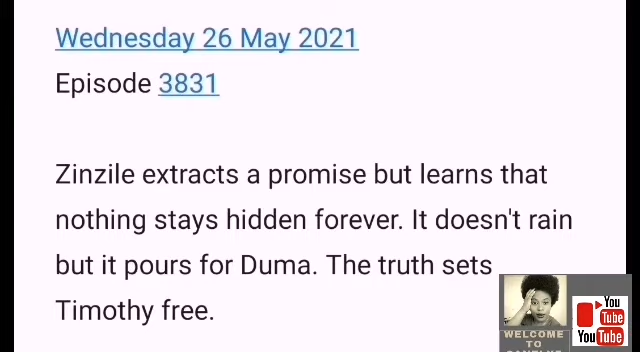 Wednesday 26 May 2021
Episode 3831
Zinzile extracts a promise but learns that
nothing stays hidden forever. It doesn't rain
but it pours for Duma. The truth sets
Timothy free.
You
Tube
YouTube
WELCOME
TO